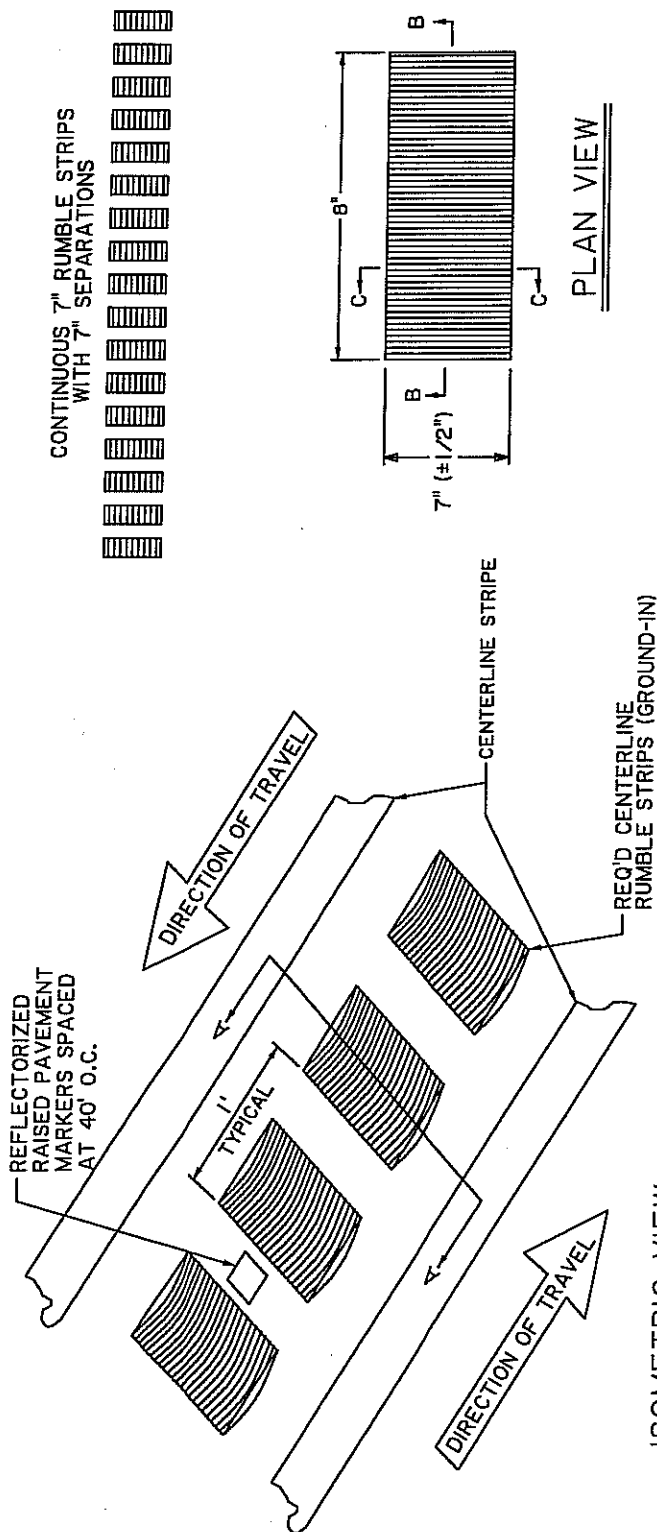 REFLECTORIZED
RAISED PAVEMENT
MARKERS SPACED
AT 40' O.C.
DIRECTION OF TRAVEL
A
1'
TYPICAL
A
DIRECTION OF TRAVEL
CENTERLINE STRIPE
REQ'D CENTERLINE
RUMBLE STRIPS (GROUND-IN)
ISOMETRIC VIEW
CONTINUOUS 7" RUMBLE STRIPS
WITH 7" SEPARATIONS
8"
C
B
B
C
7" (±1/2")
PLAN VIEW